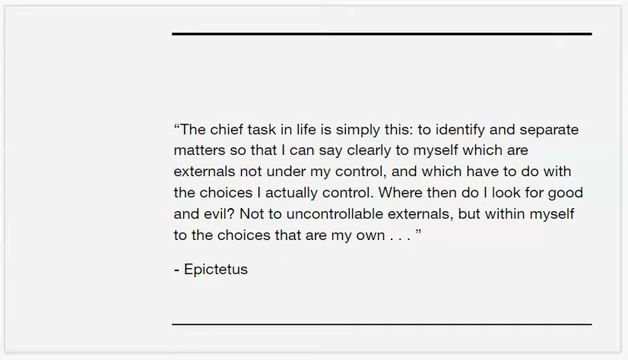 “The chief task in life is simply this: to identify and separate
matters so that I can say clearly to myself which are
externals not under my control, and which have to do with
the choices I actually control. Where then do I look for good
and evil? Not to uncontrollable externals, but within myself
to the choices that are my own . . . ”
- Epictetus